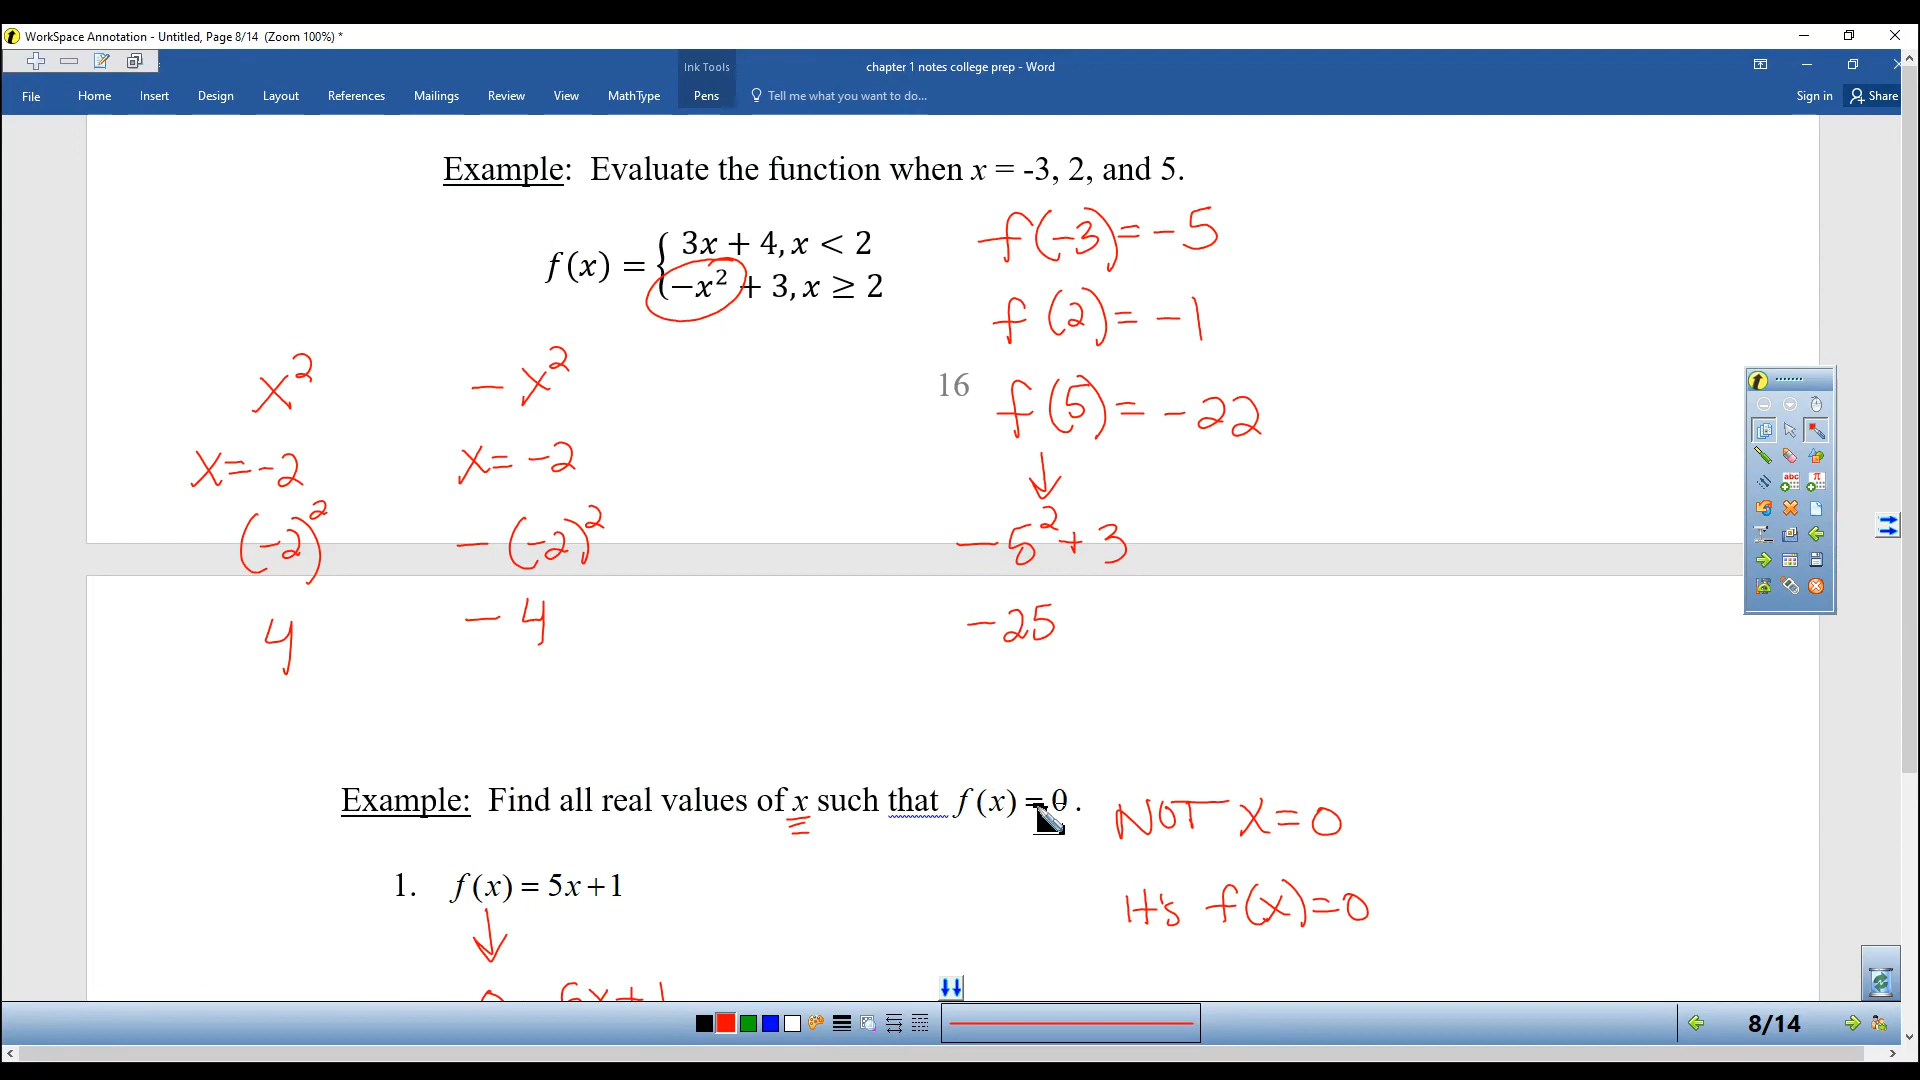 WorkSpace Annotation - Untitled, Page 8/14 (Zoom 100%) *
Ink Tools
chapter 1 notes college prep - Word
File Home Insert Design Layout References Mailings Review View MathType Pens Tell me what you want to do... Sign in Share
Example: Evaluate the function when x = -3, 2, and 5.
f(x) = { 3x + 4, x < 2
−x² + 3, x ≥ 2
f(-3) = -5
f(2) = -1
16
f(5) = -22
x² -x²
x=-2 x=-2
(-2)² -(-2)²
-5²+3
4 -4
-25
Example: Find all real values of x such that f(x) = 0.
NOT x=0
1. f(x) = 5x+1
It's f(x)=0
abc
π
8/14